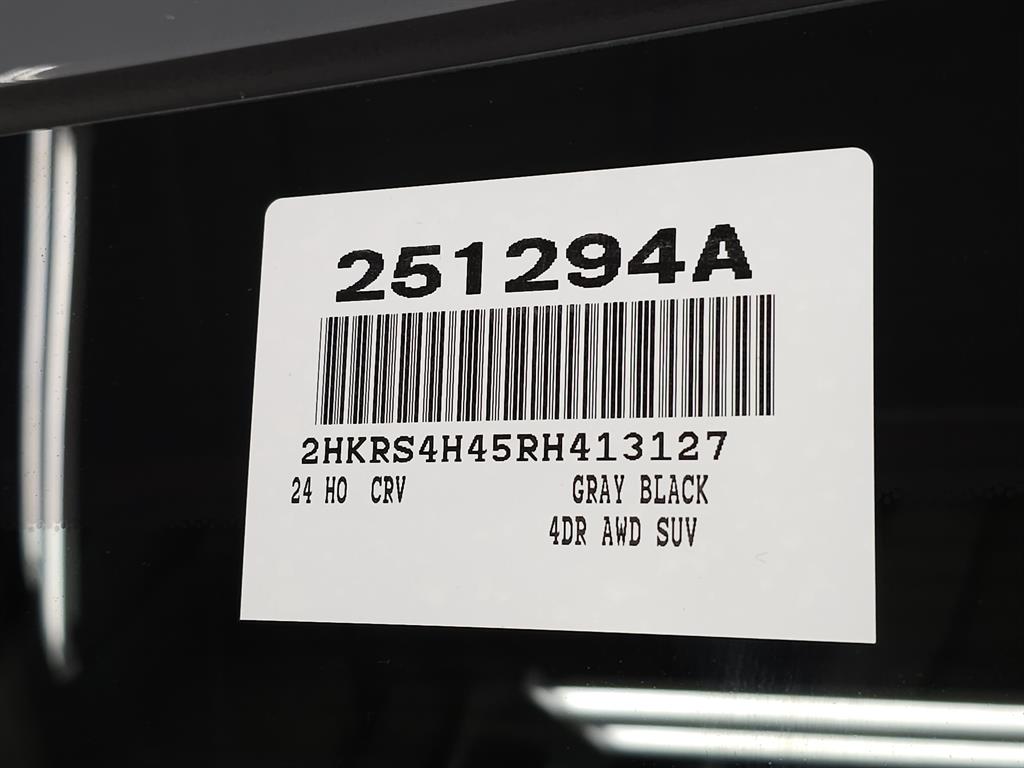 251294A
2HKRS4H45RH413127
24 HO CRV GRAY BLACK
4DR AWD SUV